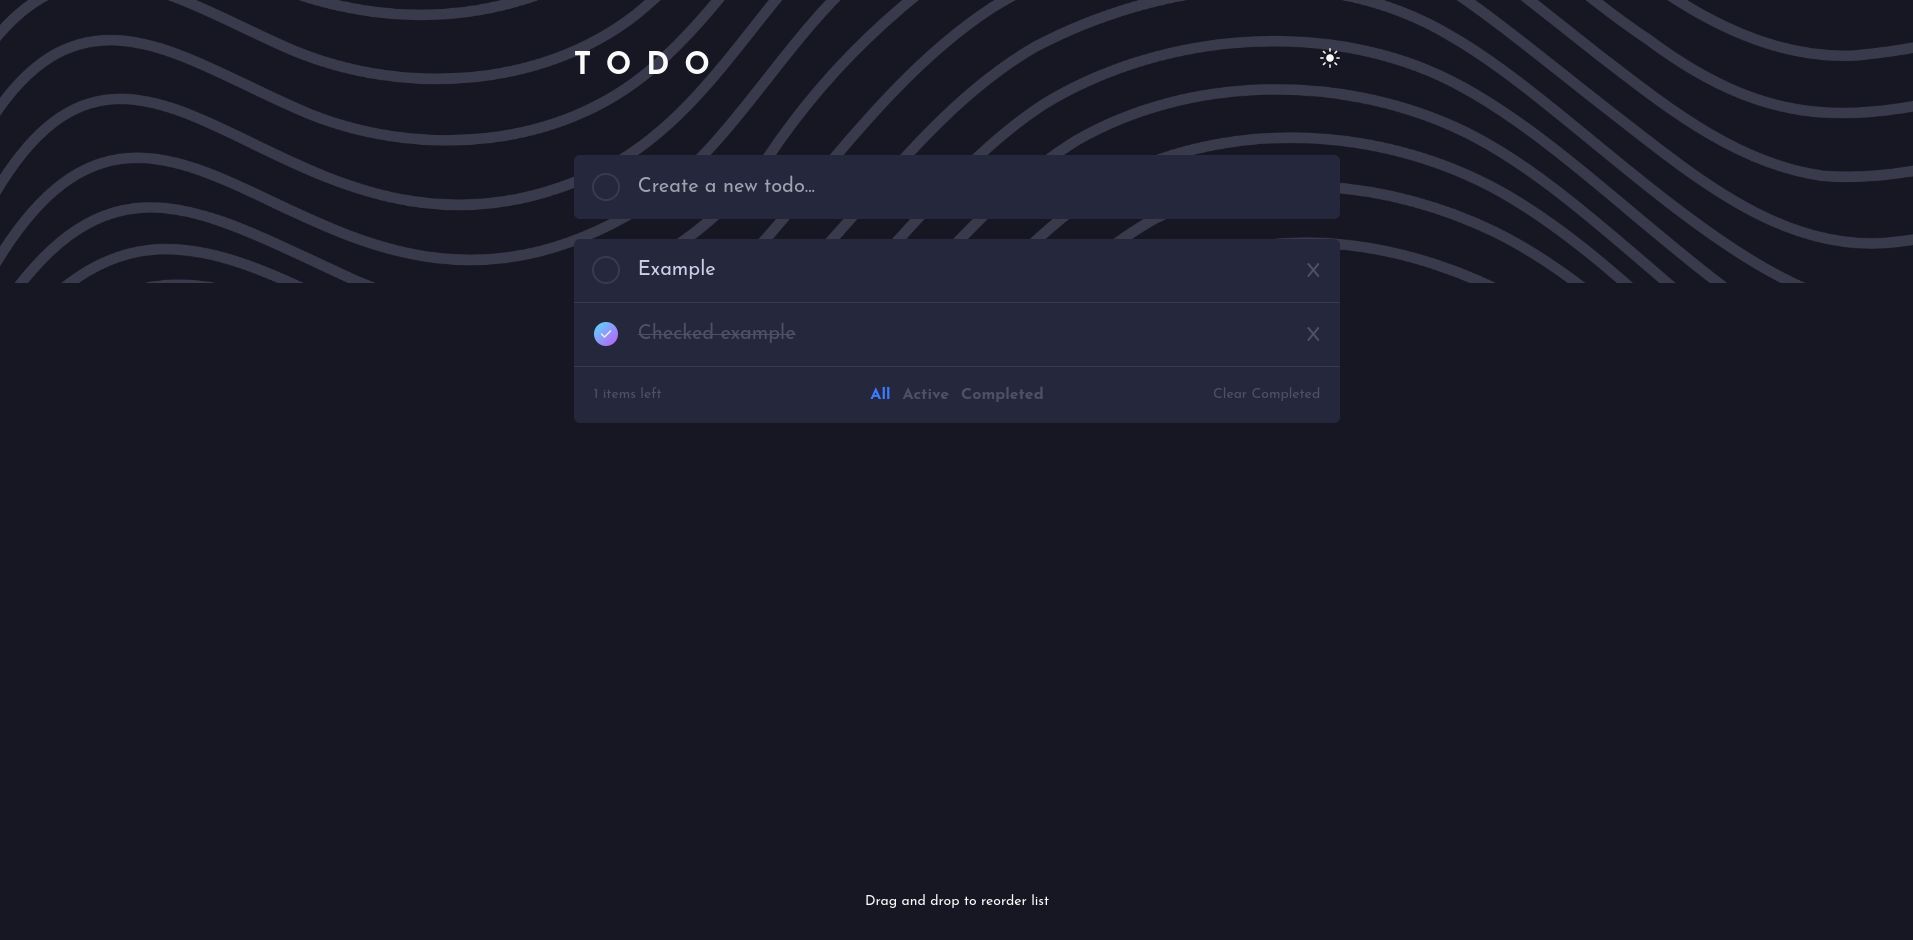 TODO
Create a new todo...
Example X
Checked example X
1 items left All Active Completed Clear Completed
Drag and drop to reorder list